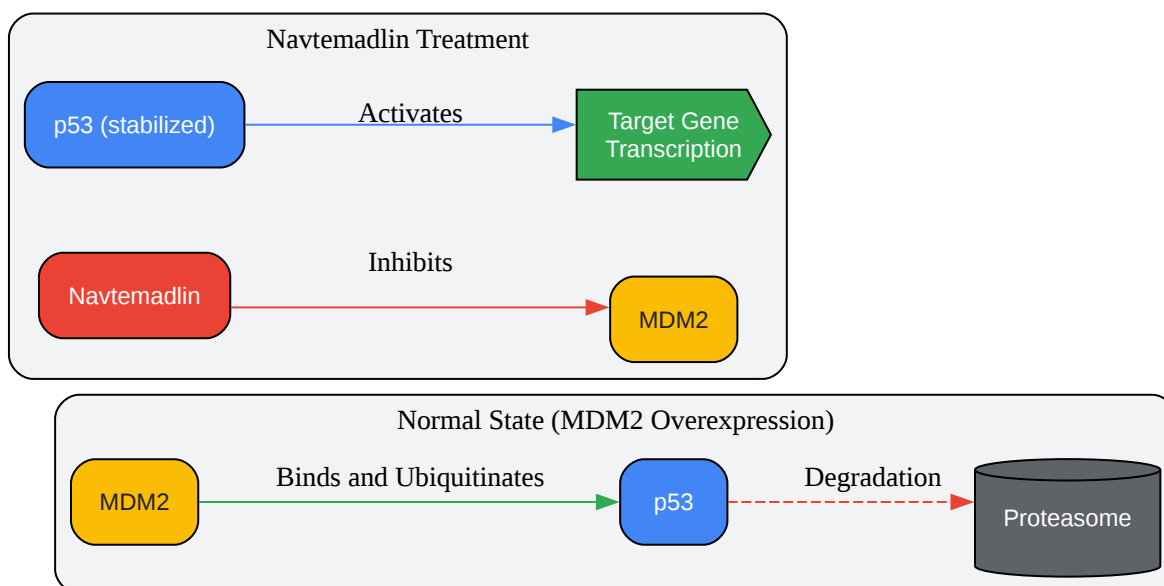 Navtemadlin Treatment
p53 (stabilized)
Activates
Target Gene
Transcription
Navtemadlin
Inhibits
MDM2
Normal State (MDM2 Overexpression)
MDM2
Binds and Ubiquitinates
p53
Degradation
Proteasome